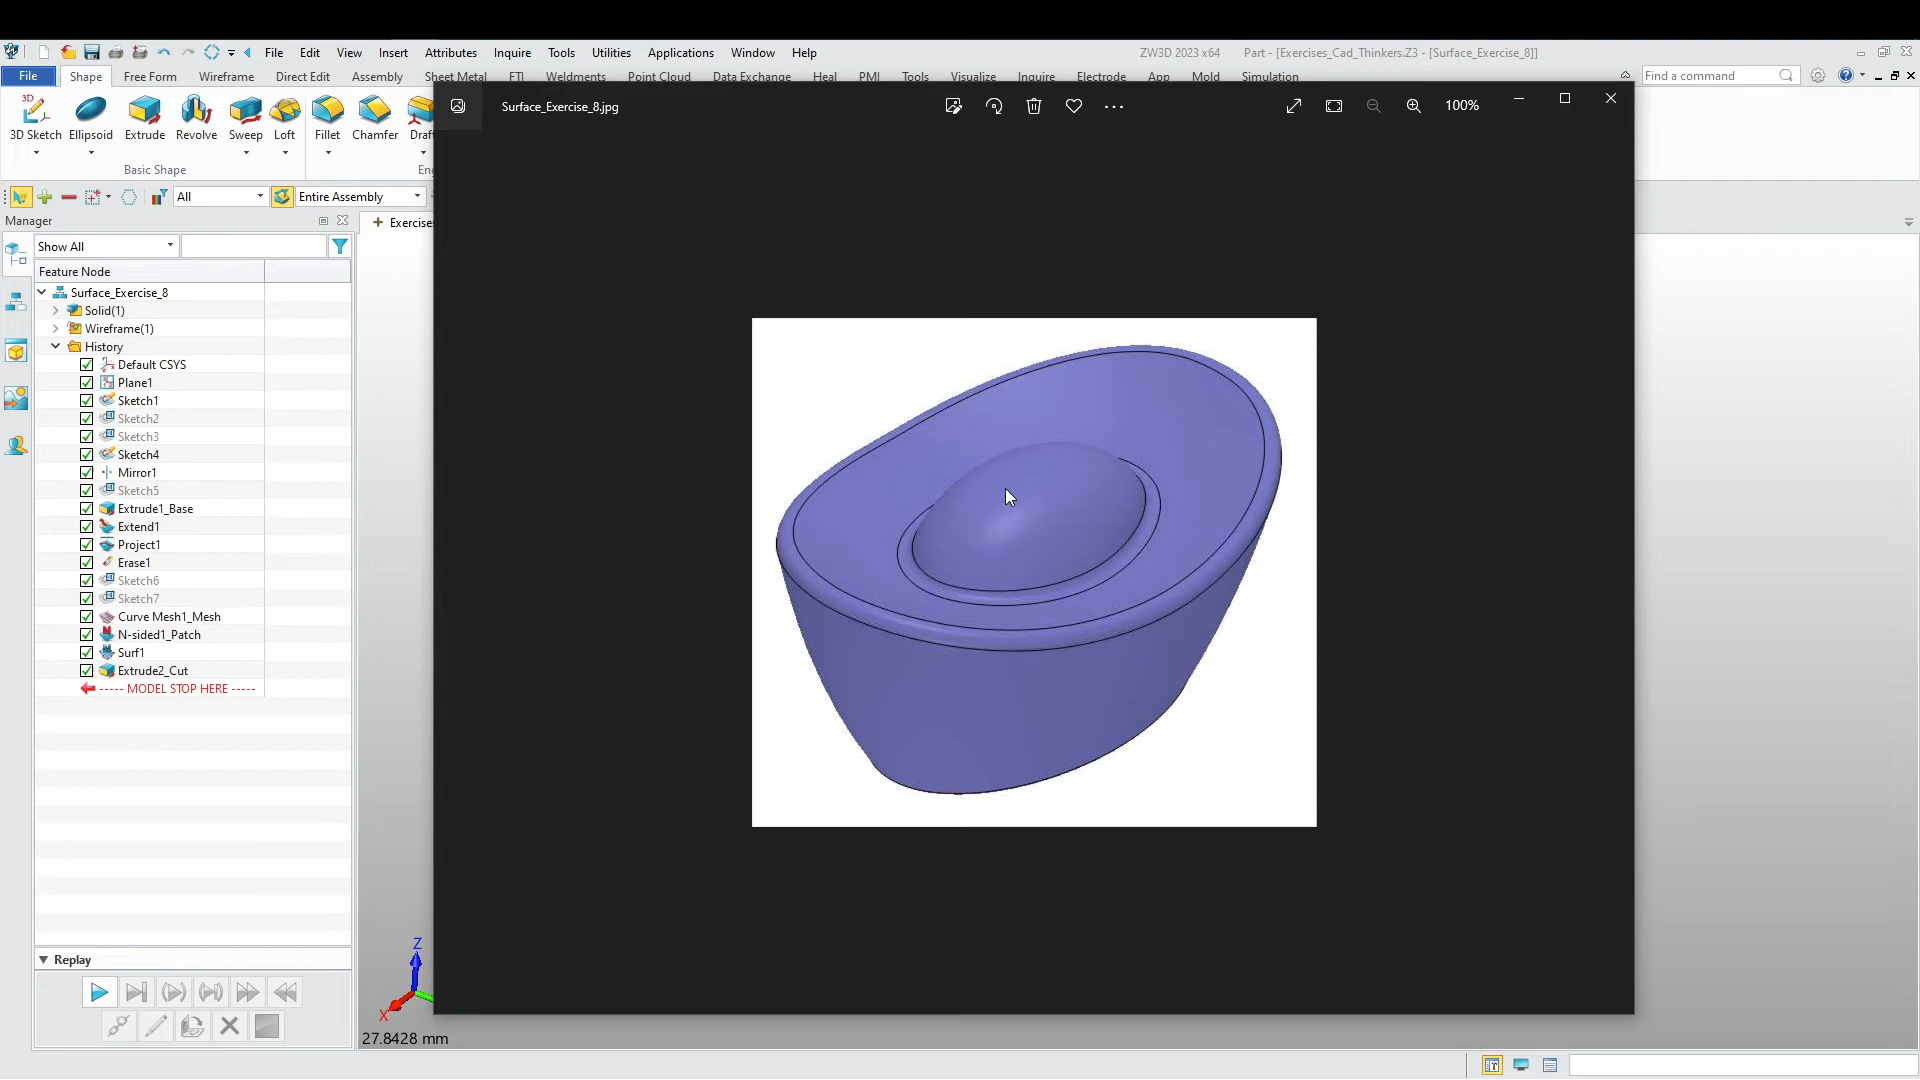 File Edit View Insert Attributes Inquire Tools Utilities Applications Window Help
ZW3D 2023 x64 Part - [Exercises_Cad_Thinkers.Z3 - [Surface_Exercise_8]]
File Shape Free Form Wireframe Direct Edit Assembly Sheet Metal FTI Weldments Point Cloud Data Exchange Heal PMI Tools Visualize Inquire Electrode App Mold Simulation
Find a command
Surface_Exercise_8.jpg
100%
3D Sketch Ellipsoid Extrude Revolve Sweep Loft Fillet Chamfer Draft
Basic Shape
All
Entire Assembly
Manager
Show All
Feature Node
Surface_Exercise_8
Solid(1)
Wireframe(1)
History
Default CSYS
Plane1
Sketch1
Sketch2
Sketch3
Sketch4
Mirror1
Sketch5
Extrude1_Base
Extend1
Project1
Erase1
Sketch6
Sketch7
Curve Mesh1_Mesh
N-sided1_Patch
Surf1
Extrude2_Cut
----- MODEL STOP HERE -----
Replay
Z
X
27.8428 mm